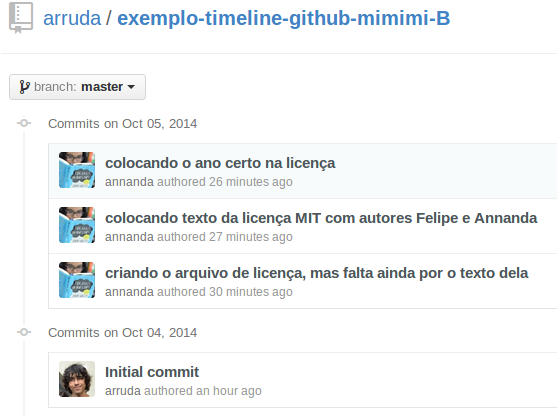 arruda / exemplo-timeline-github-mimimi-B
branch: master
Commits on Oct 05, 2014
colocando o ano certo na licença
annanda authored 26 minutes ago
colocando texto da licença MIT com autores Felipe e Annanda
annanda authored 27 minutes ago
criando o arquivo de licença, mas falta ainda por o texto dela
annanda authored 30 minutes ago
Commits on Oct 04, 2014
Initial commit
arruda authored an hour ago